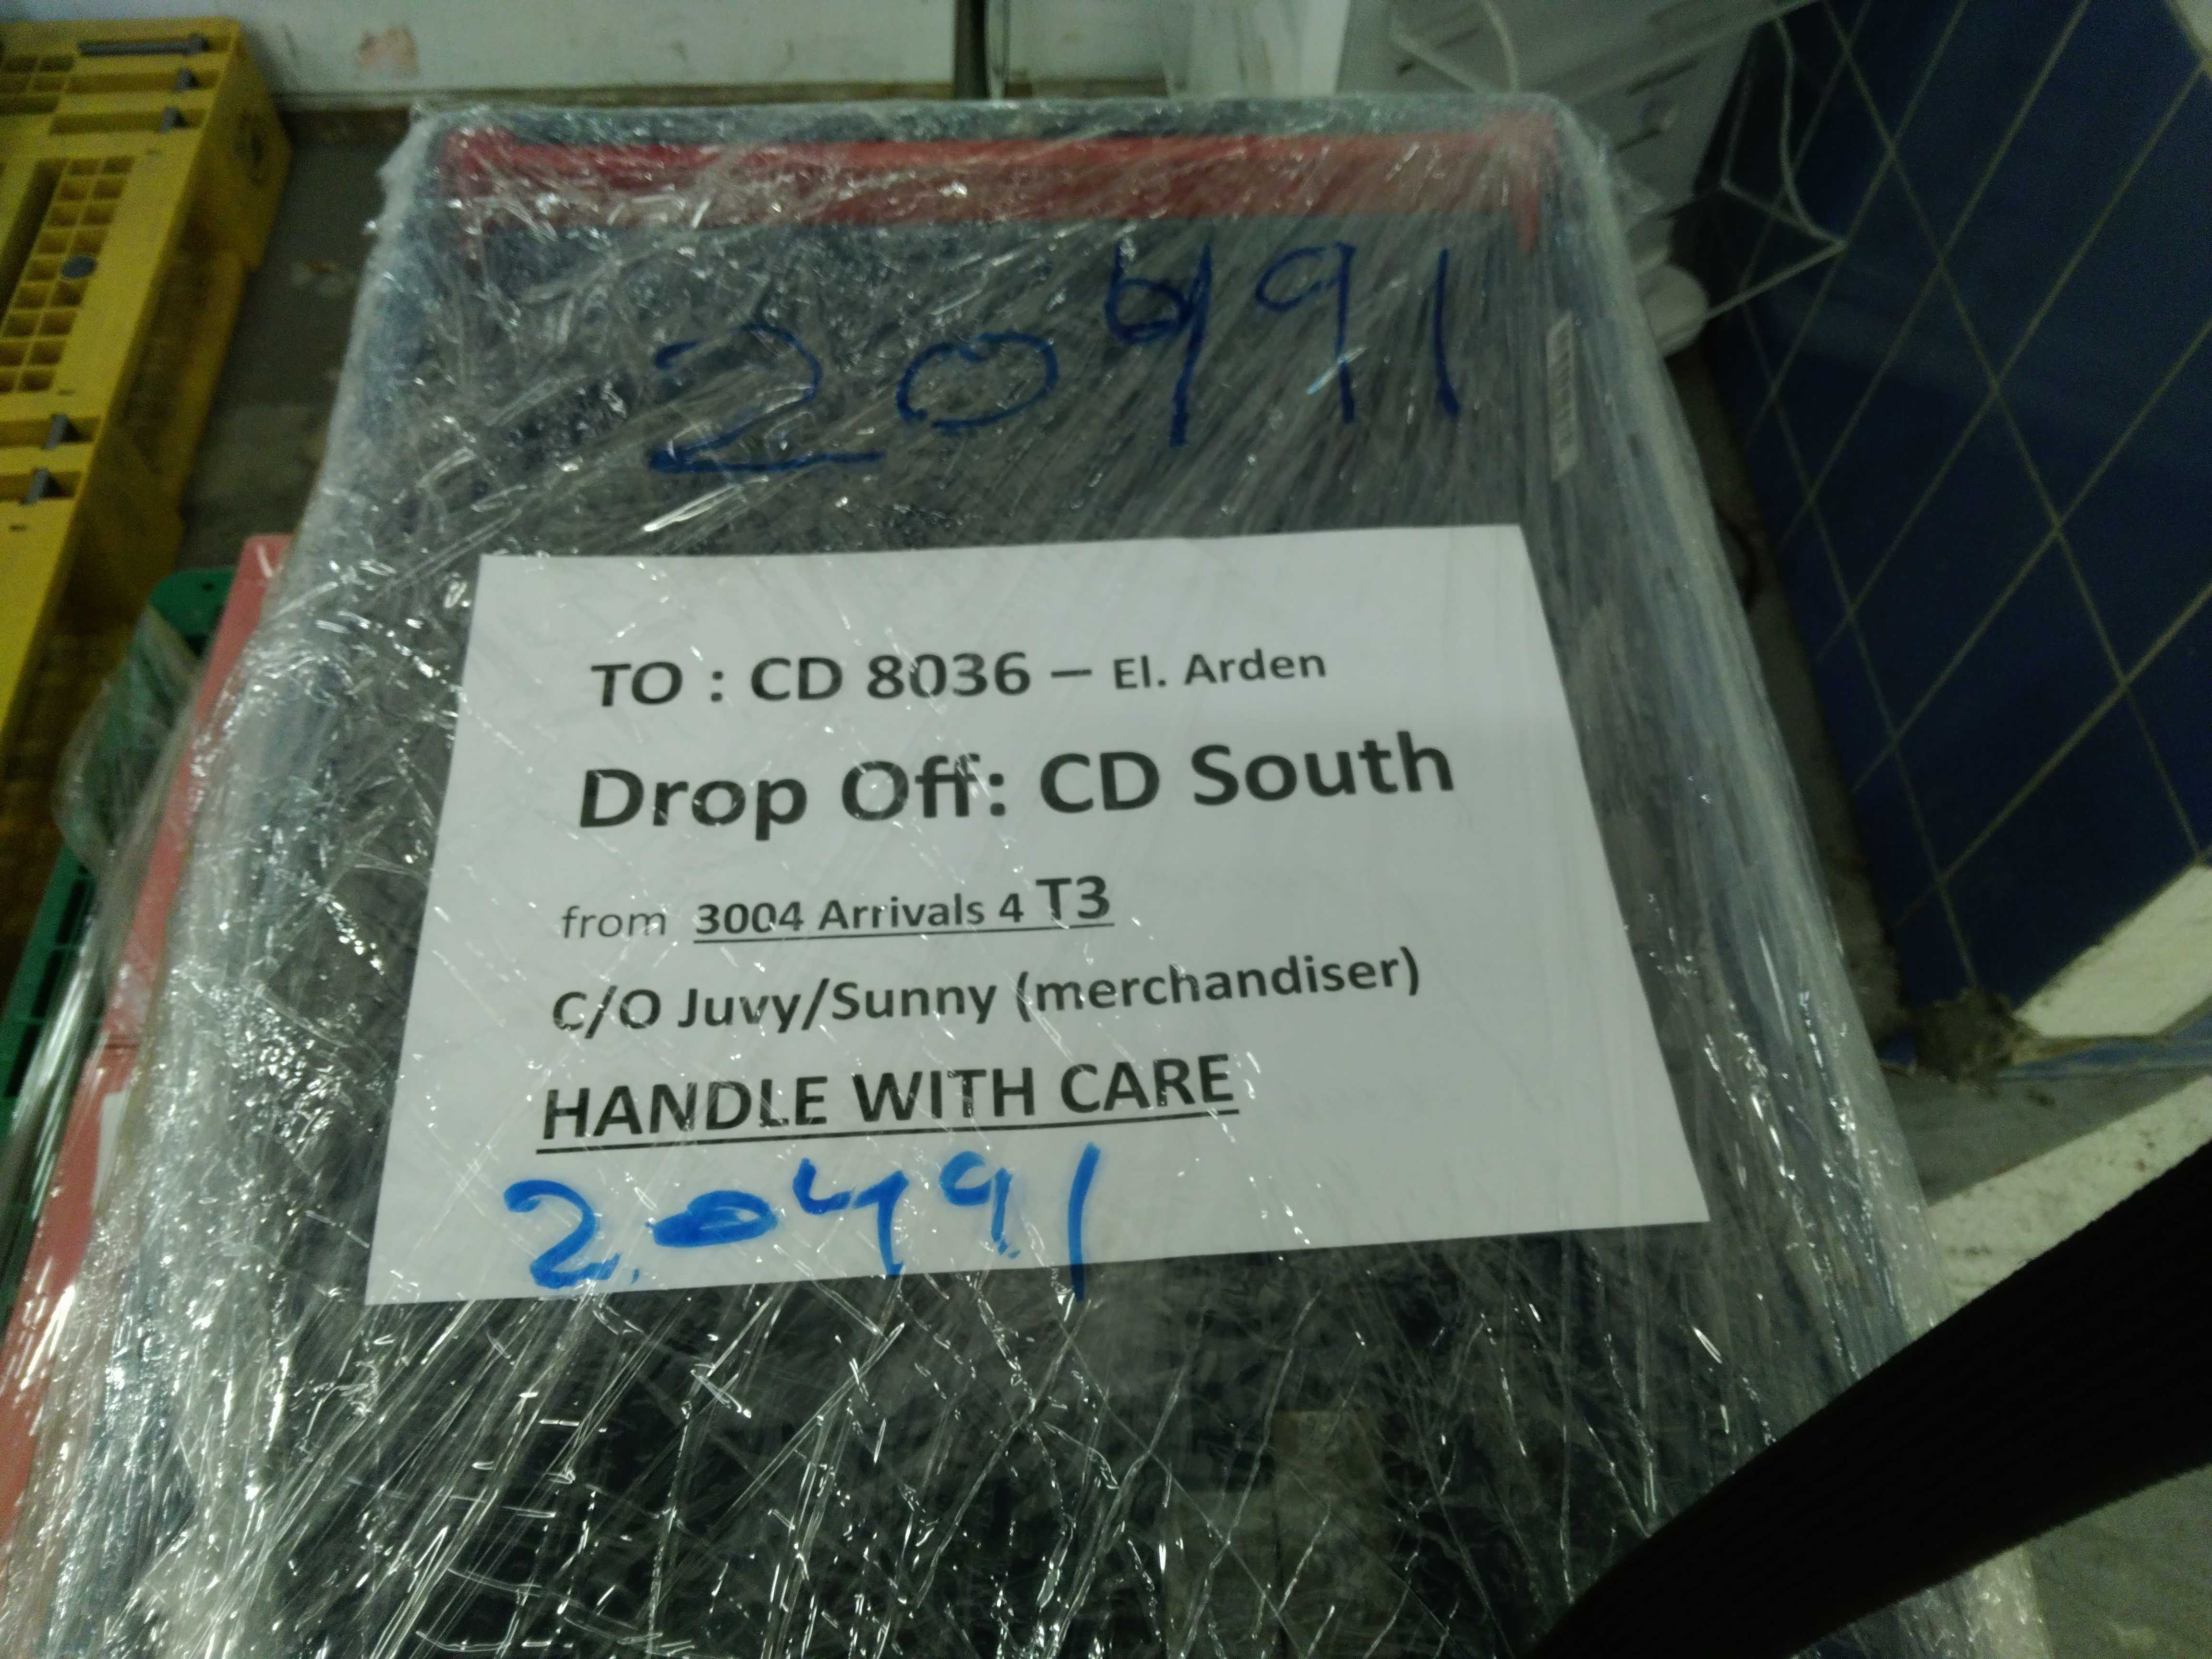 20491
TO : CD 8036 – El. Arden
Drop Off: CD South
from 3004 Arrivals 4 T3
C/O Juvy/Sunny (merchandiser)
HANDLE WITH CARE
20491